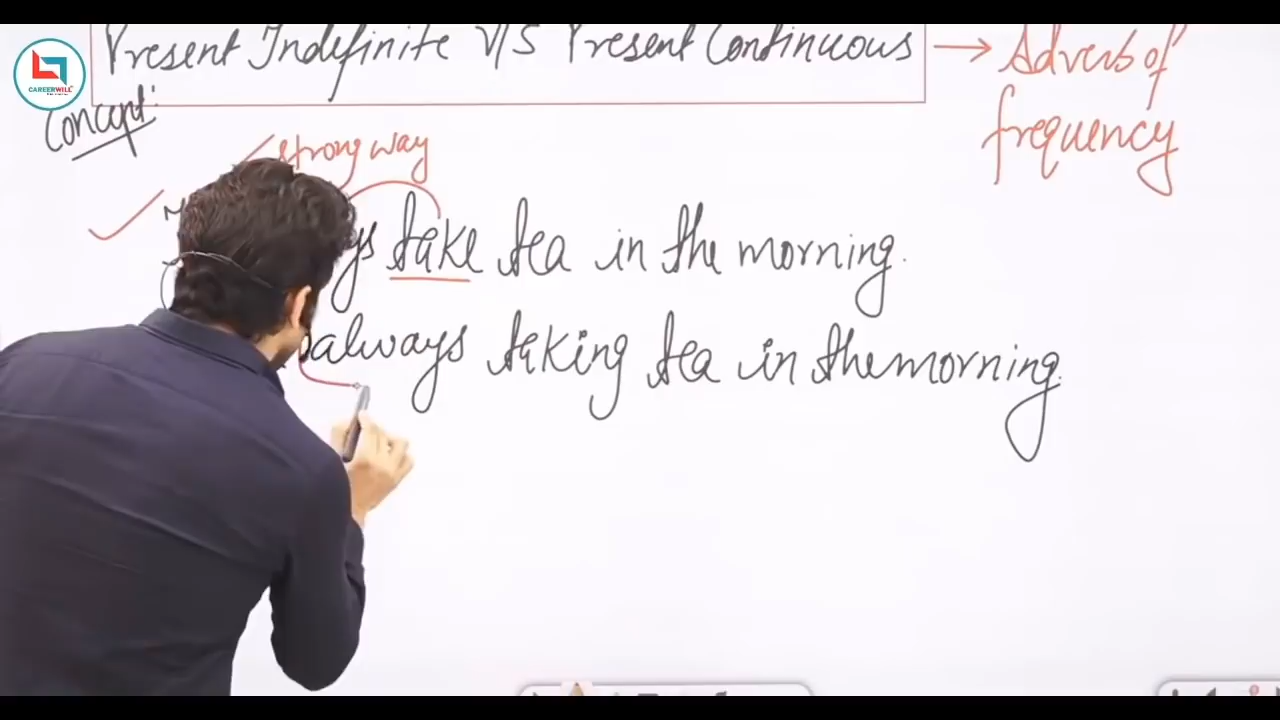 CAREERWILL
Present Indefinite V/S Present Continuous → Adverb of
frequency
Concept:
strong way
take tea in the morning.
always taking tea in the morning.